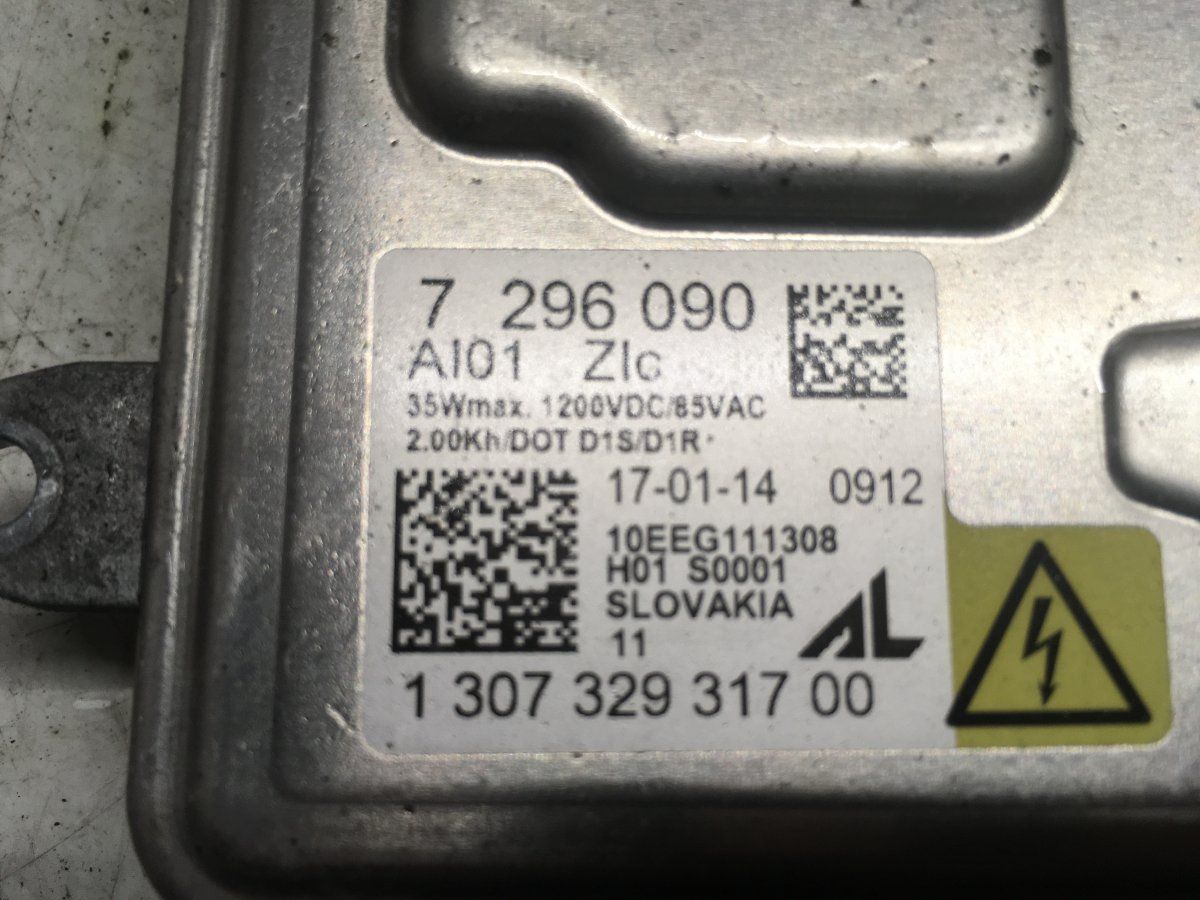 7 296 090
AI01 ZIc
35Wmax. 1200VDC/85VAC
2.00Kh/DOT D1S/D1R
17-01-14 0912
10EEG111308
H01 S0001
SLOVAKIA
11
AL
1 307 329 317 00